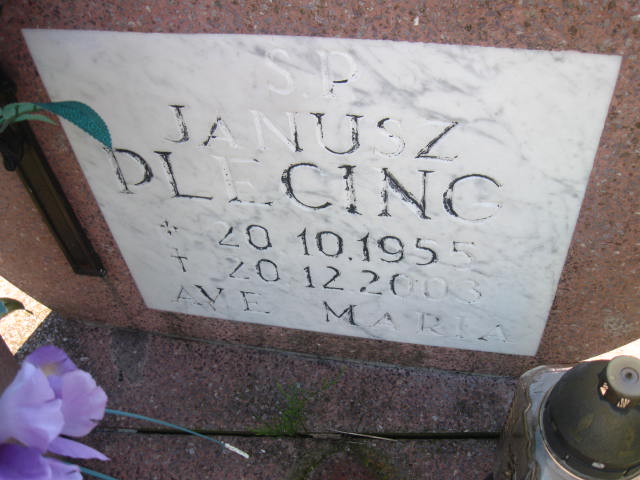 S.P.
JANUSZ
PLECING
* 20 10.1955
† 20 12.2003
AVE MARIA